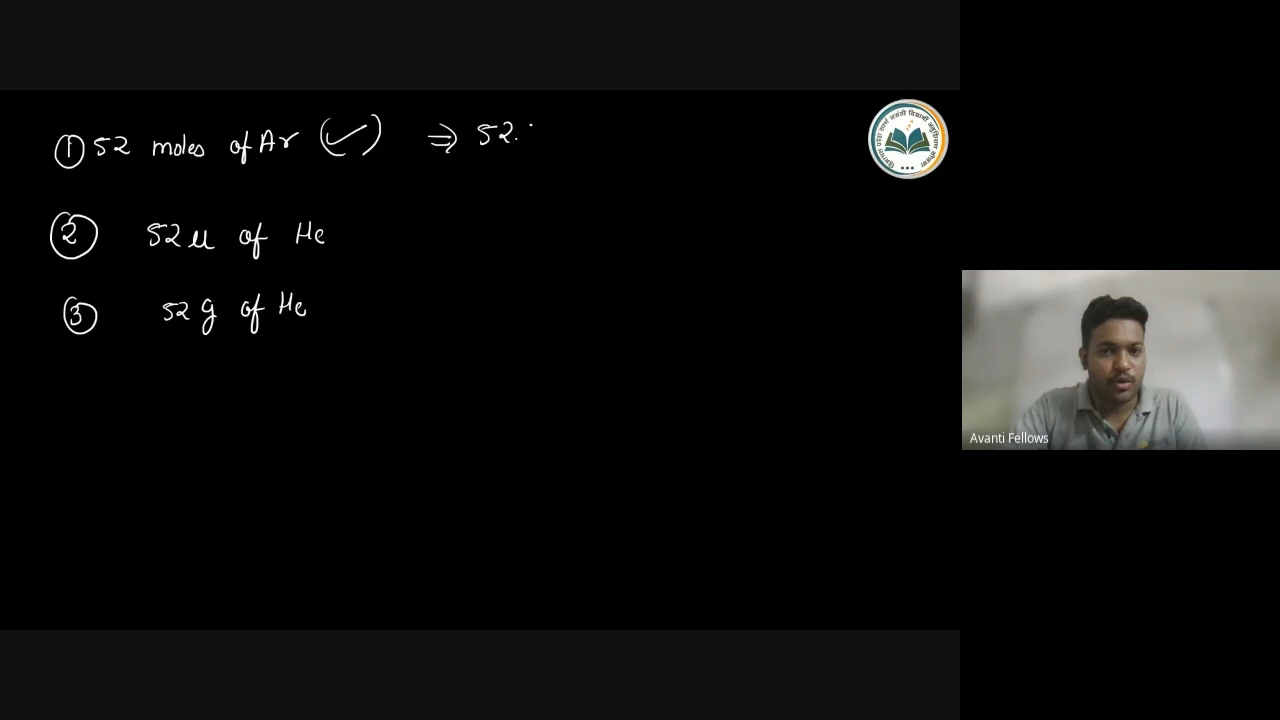 ① 52 moles of Ar (✓) ⇒ 52.
② 52 u of He
③ 52 g of He
Avanti Fellows